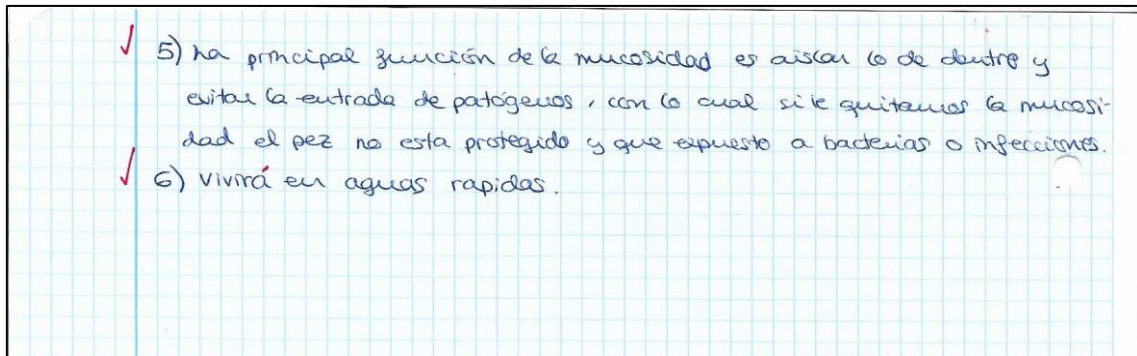 5) La principal función de la mucosidad es aislar lo de dentro y
evitar la entrada de patógenos, con lo cual si le quitamos la mucosi-
dad el pez no esta protegido y que expuesto a bacterias o infecciones.
6) Vivirá en aguas rapidas.